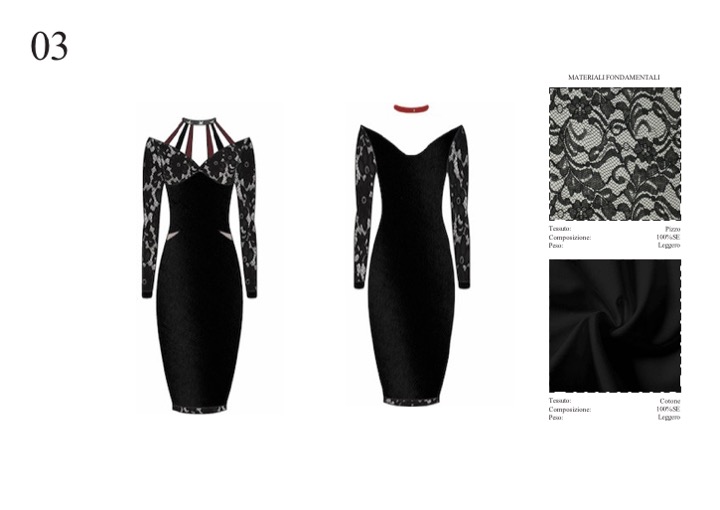 03
MATERIALI FONDAMENTALI
Tessuto: Pizzo
Composizione: 100%SE
Peso: Leggero
Tessuto: Cotone
Composizione: 100%SE
Peso: Leggero